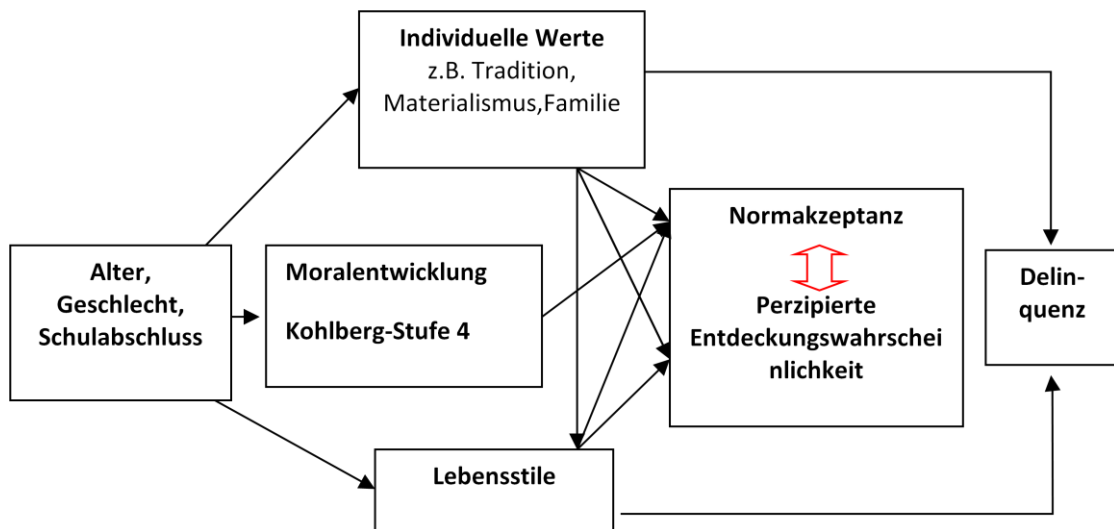 Individuelle Werte
z.B. Tradition,
Materialismus,Familie
Normakzeptanz
Alter,
Geschlecht,
Schulabschluss
Moralentwicklung
Kohlberg-Stufe 4
Perzipierte
Entdeckungswahrschei
nlichkeit
Delin-
quenz
Lebensstile